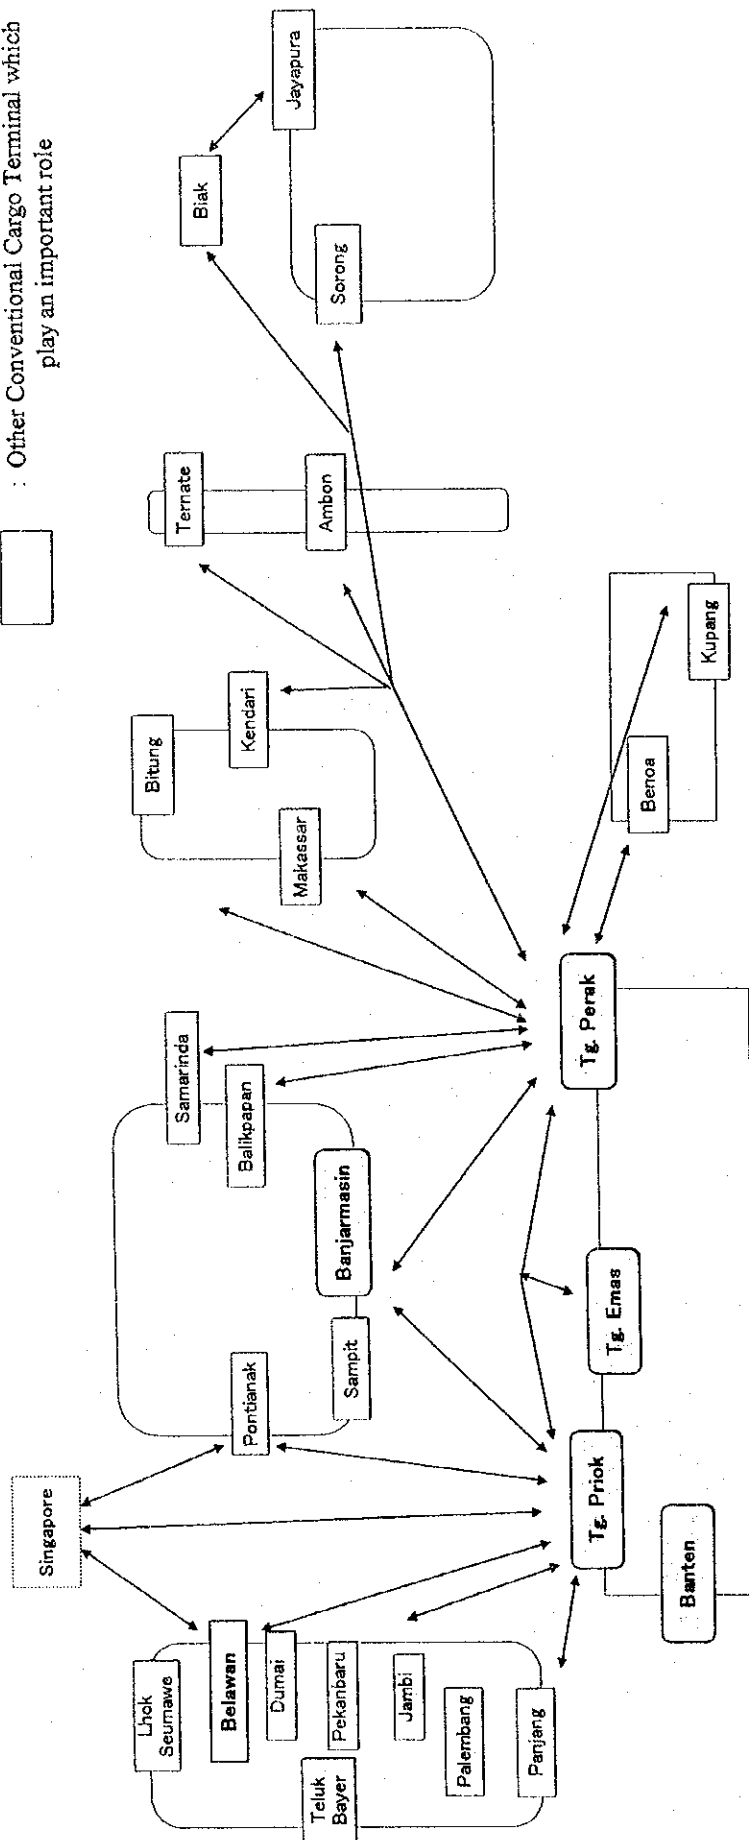 : Other Conventional Cargo Terminal which
play an important role
Singapore
Lhok
Seumawe
Belawan
Dumai
Pekanbaru
Teluk
Bayer
Jambi
Palembang
Panjang
Pontianak
Sampit
Banjarmasin
Balikpapan
Samarinda
Bitung
Makassar
Kendari
Ternate
Ambon
Biak
Sorong
Jayapura
Banten
Tg. Priok
Tg. Emas
Tg. Perak
Benoa
Kupang